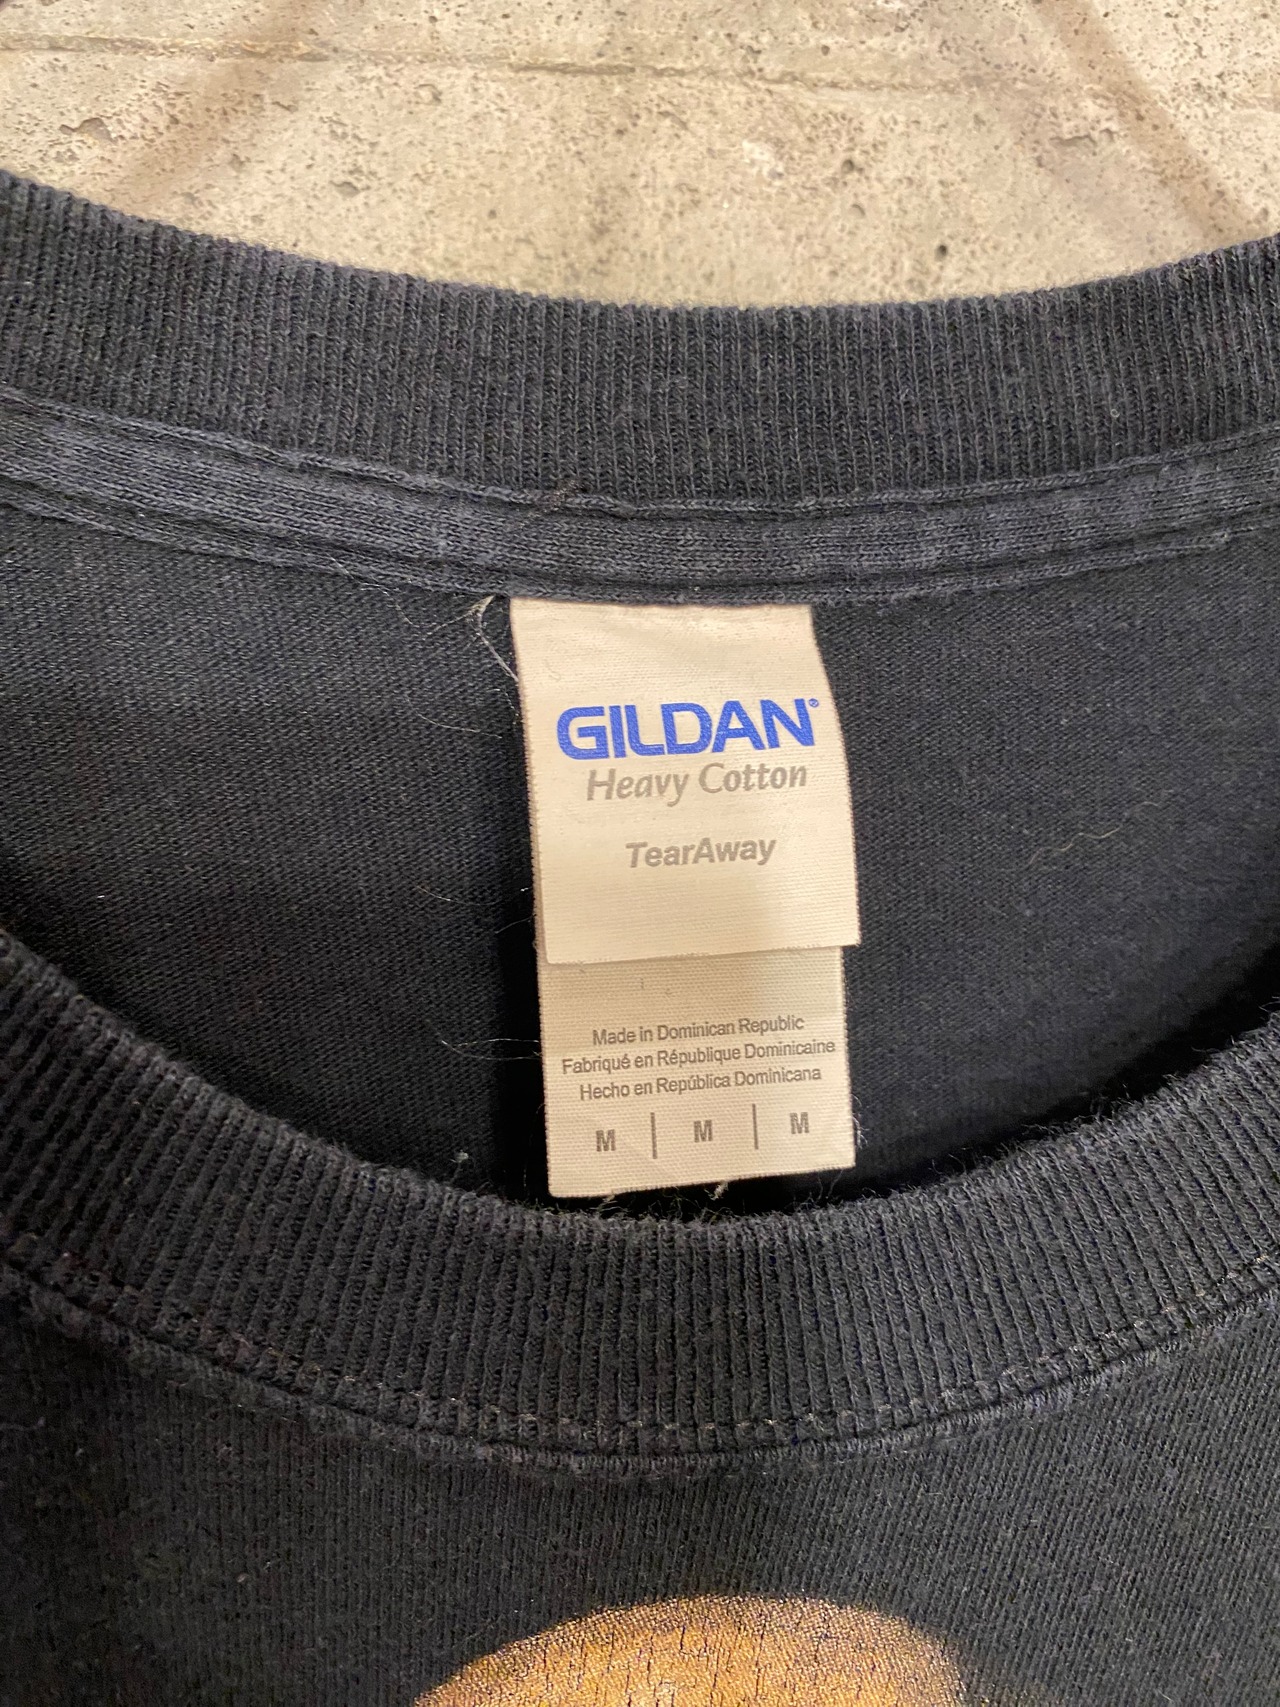 GILDAN®
Heavy Cotton
TearAway
Made in Dominican Republic
Fabriqué en République Dominicaine
Hecho en República Dominicana
M | M | M